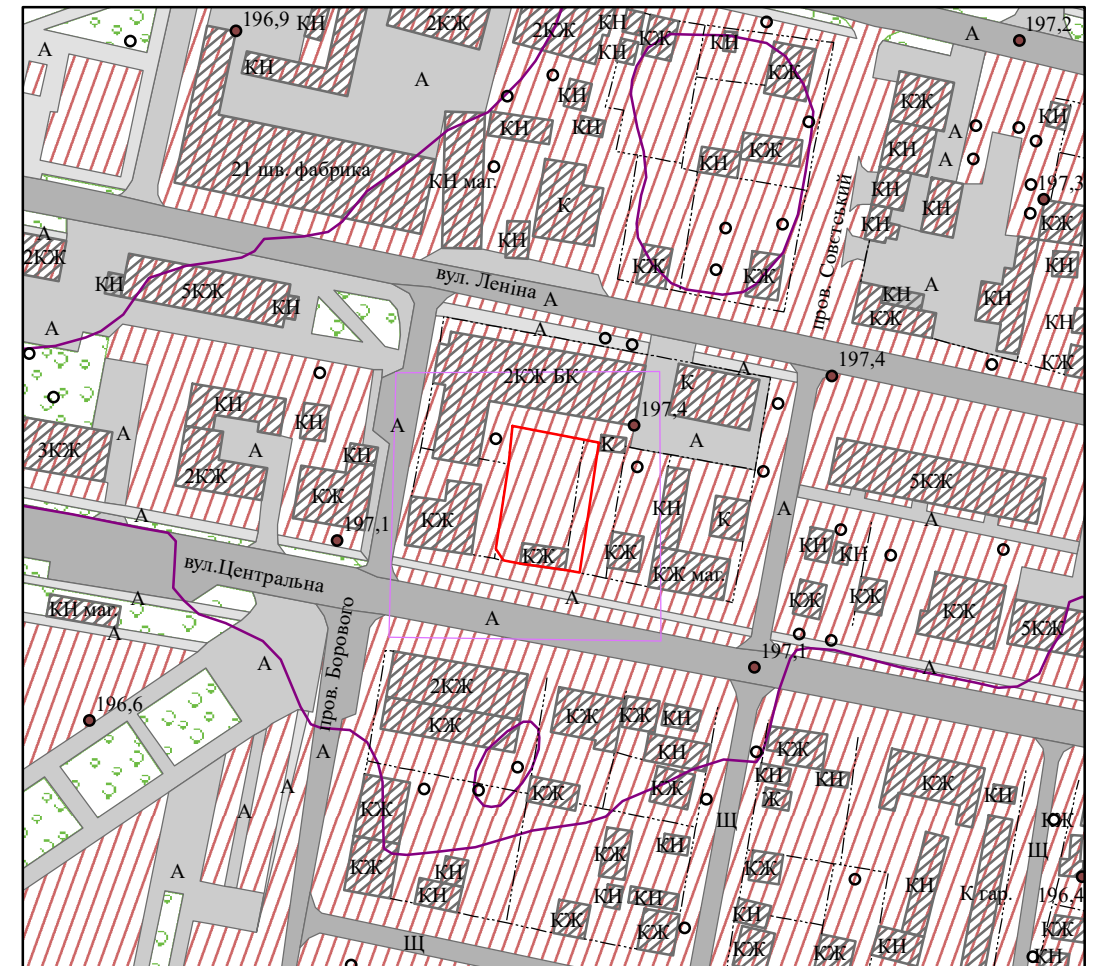 196,9
КН
2КЖ
2КЖ
КН
КЖ
КН
А
197,2
А
КН
КН
А
КЖ
КН
КЖ
КН
КН
КН
КЖ
КН
А
КН
А
21 шв. фабрика
КН маг.
КН
КЖ
К
КН
КН
197,3
КН
КЖ
А
2КЖ
КН
КЖ
КЖ
пров. Совєтський
КН
КН
5КЖ
КН
вул. Леніна
А
А
КН
КЖ
КН
КН
А
А
2КЖ БК
К
А
197,4
КЖ
КН
КН
197,4
А
К
А
3КЖ
А
А
2КЖ
КН
КЖ
5КЖ
КН
К
А
А
А
КЖ
197,1
КЖ
КЖ
КЖ
КЖ маг.
КН
КН
вул.Центральна
КЖ
КЖ
КЖ
5КЖ
КН маг.
А
А
А
А
А
пров. Борового
197,1
А
2КЖ
КЖ
196,6
КЖ
КЖ
КН
КН
А
КЖ
КЖ
КЖ
КН
Ж
КН
КЖ
КН
А
А
КЖ
Щ
КЖ
КН
КЖ
Щ
А
КЖ
КН
КН
КН
КН
КЖ
КН
К гар.
196,4
КЖ
КЖ
КН
КЖ
КЖ
КН
КЖ
КН
Щ